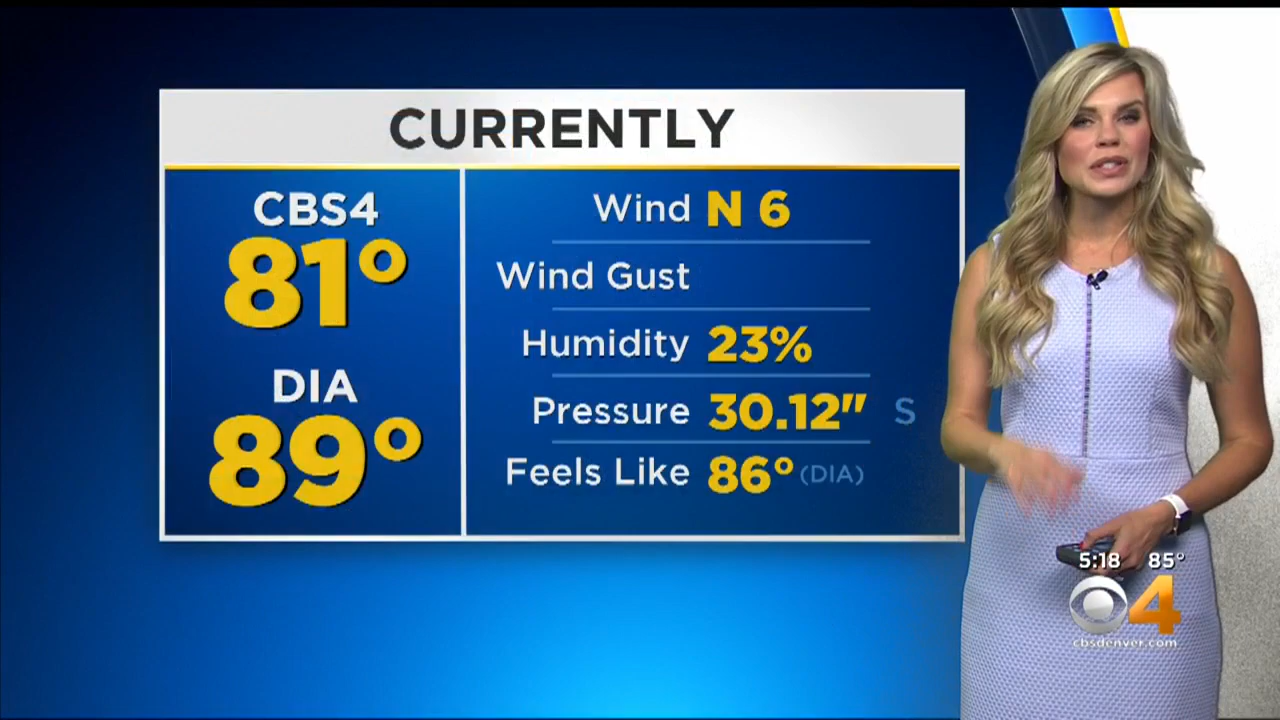 CURRENTLY
CBS4
81°
DIA
89°
Wind N 6
Wind Gust
Humidity 23%
Pressure 30.12" S
Feels Like 86° (DIA)
5:18 85°
4
cbsdenver.com